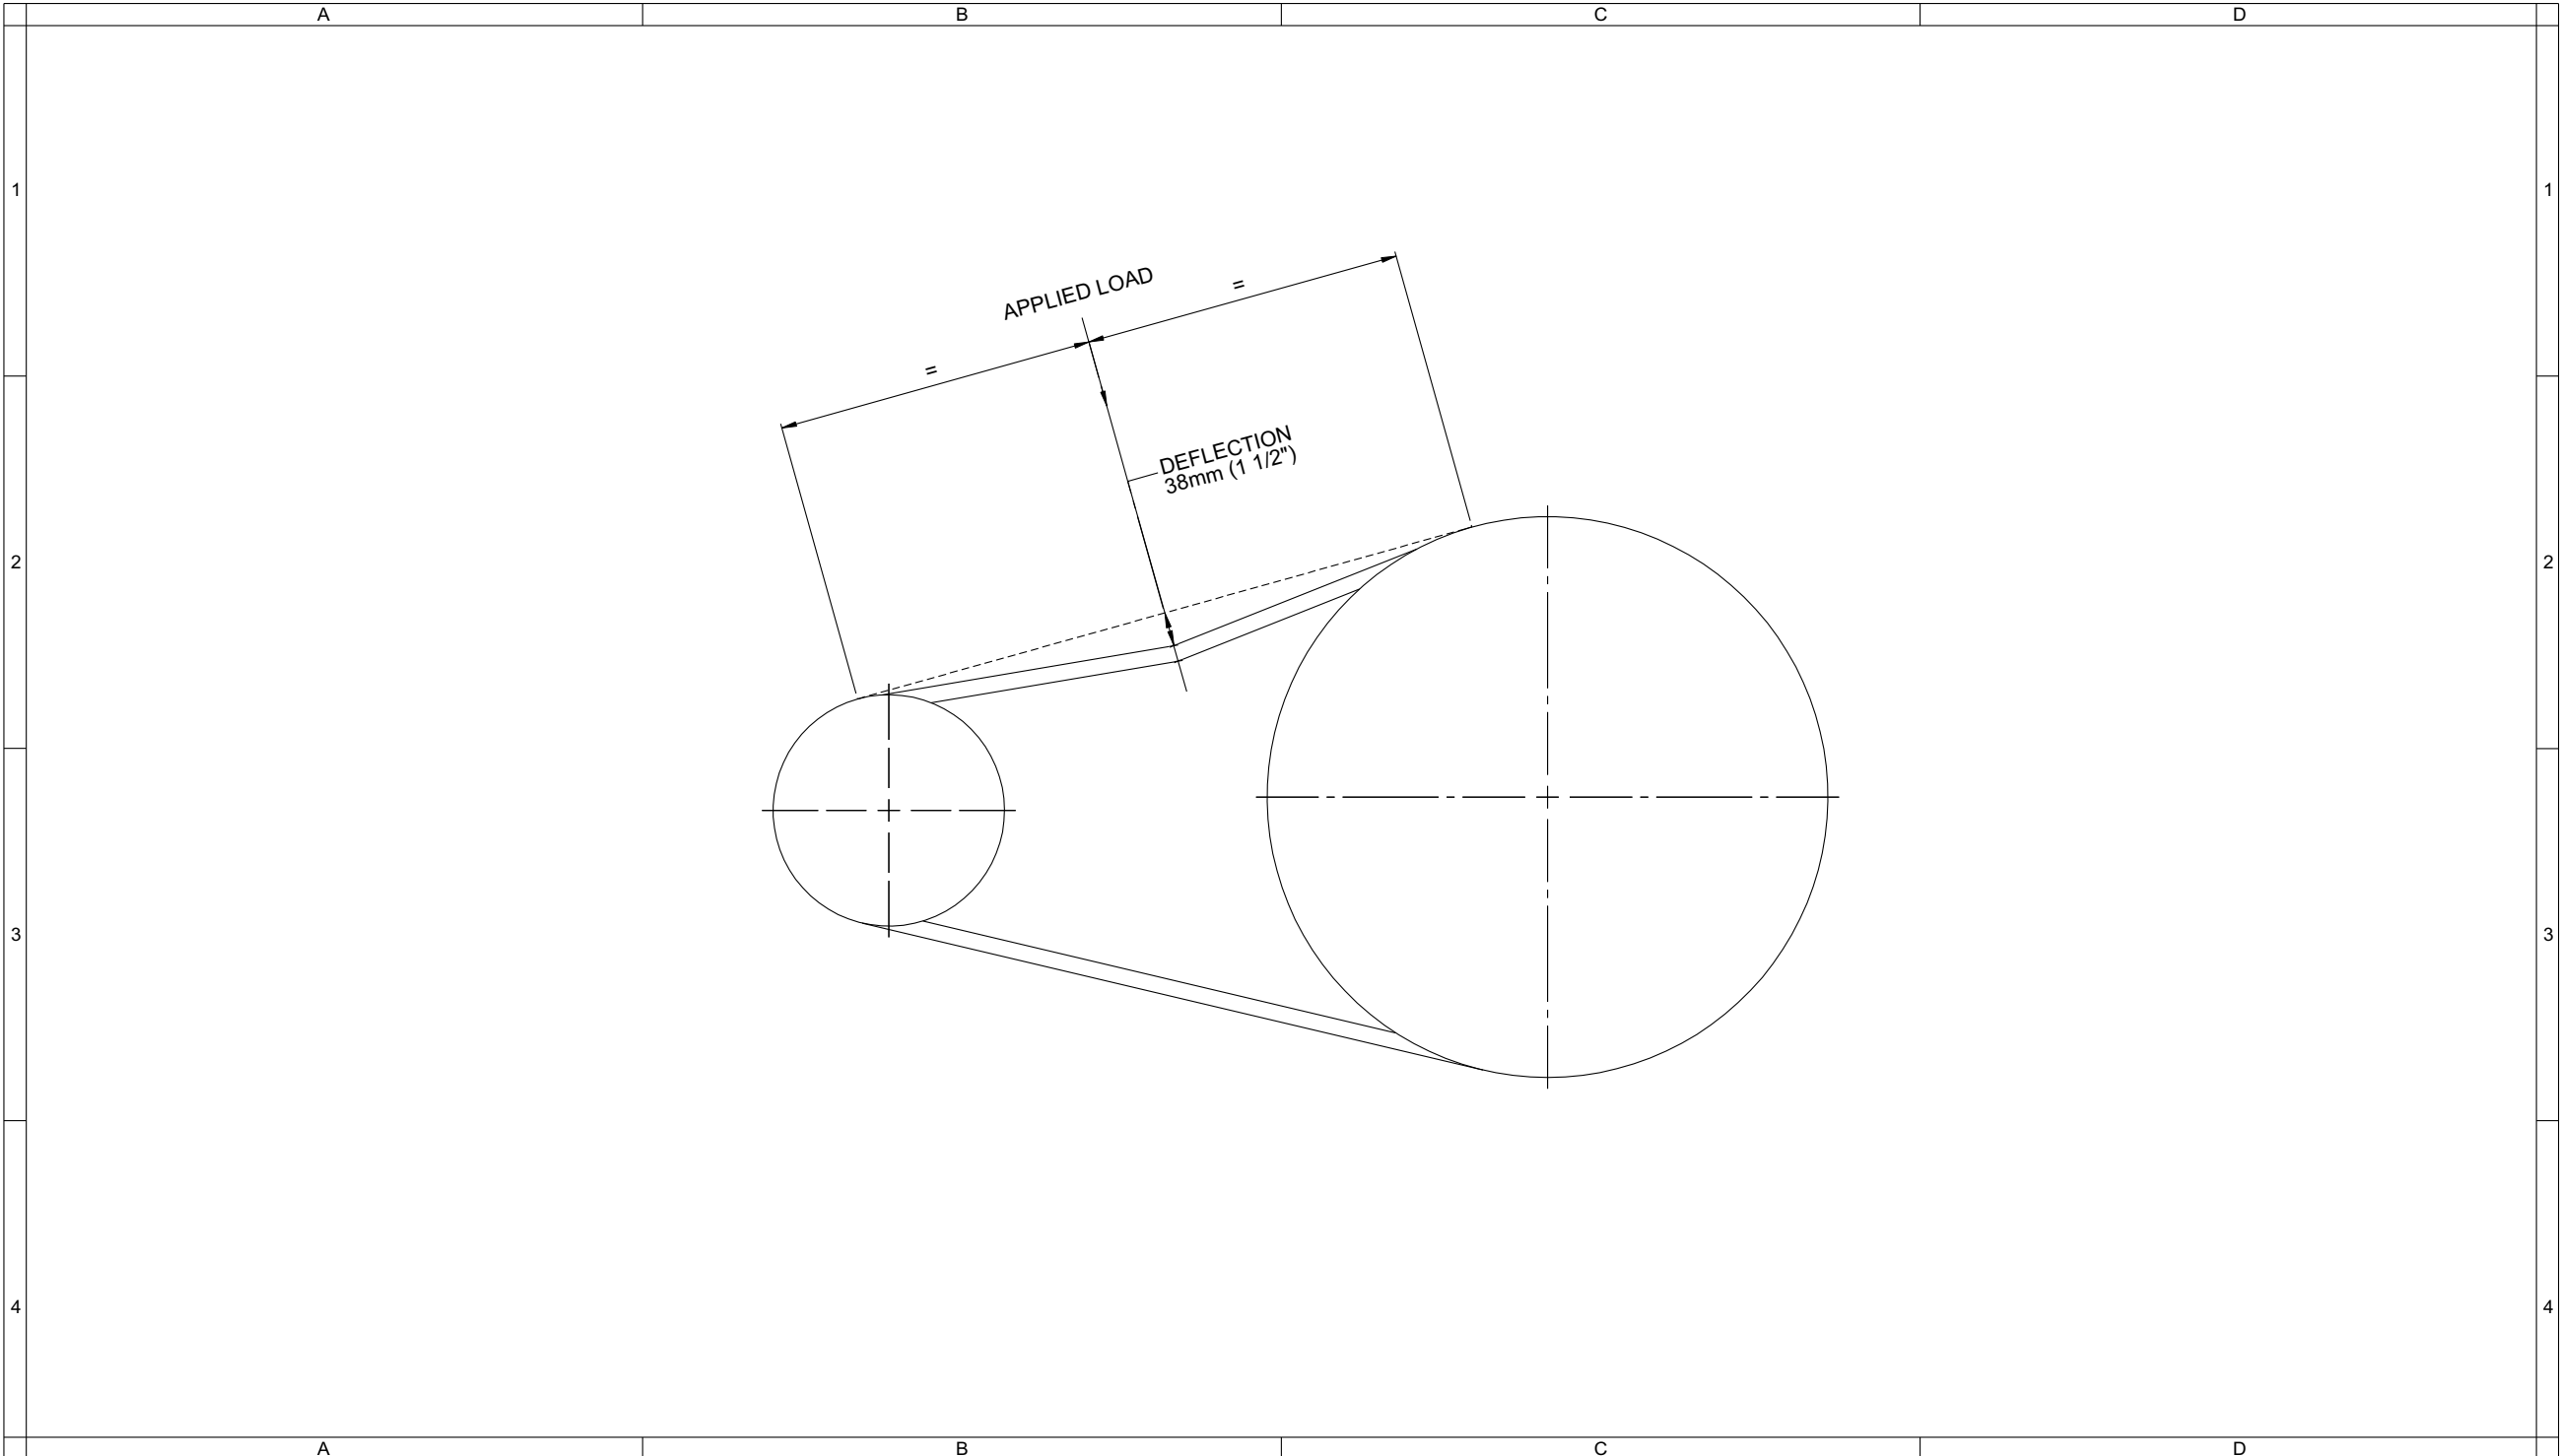 A B C D
1 1
APPLIED LOAD
=
=
DEFLECTION
38mm (1 1/2")
2 2
3 3
4 4
A B C D